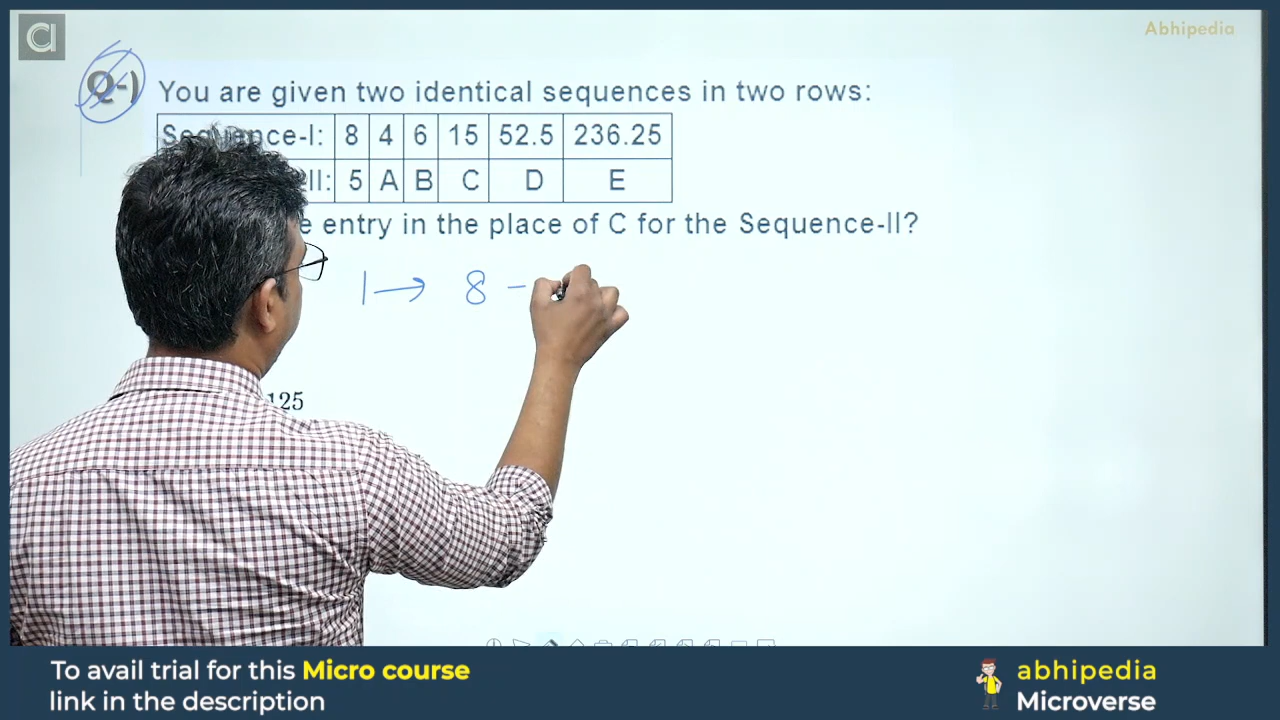 Abhipedia
Q-) You are given two identical sequences in two rows:
Sequence-I: 8 4 6 15 52.5 236.25
II: 5 A B C D E
entry in the place of C for the Sequence-II?
1 → 8 -
125
To avail trial for this Micro course
link in the description
abhipedia
Microverse